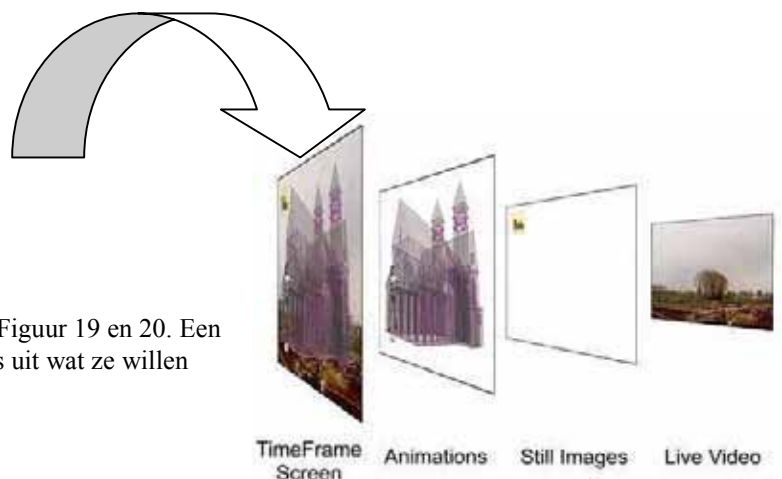 Figuur 19 en 20. Een
s uit wat ze willen
TimeFrame
Screen
Animations
Still Images
Live Video